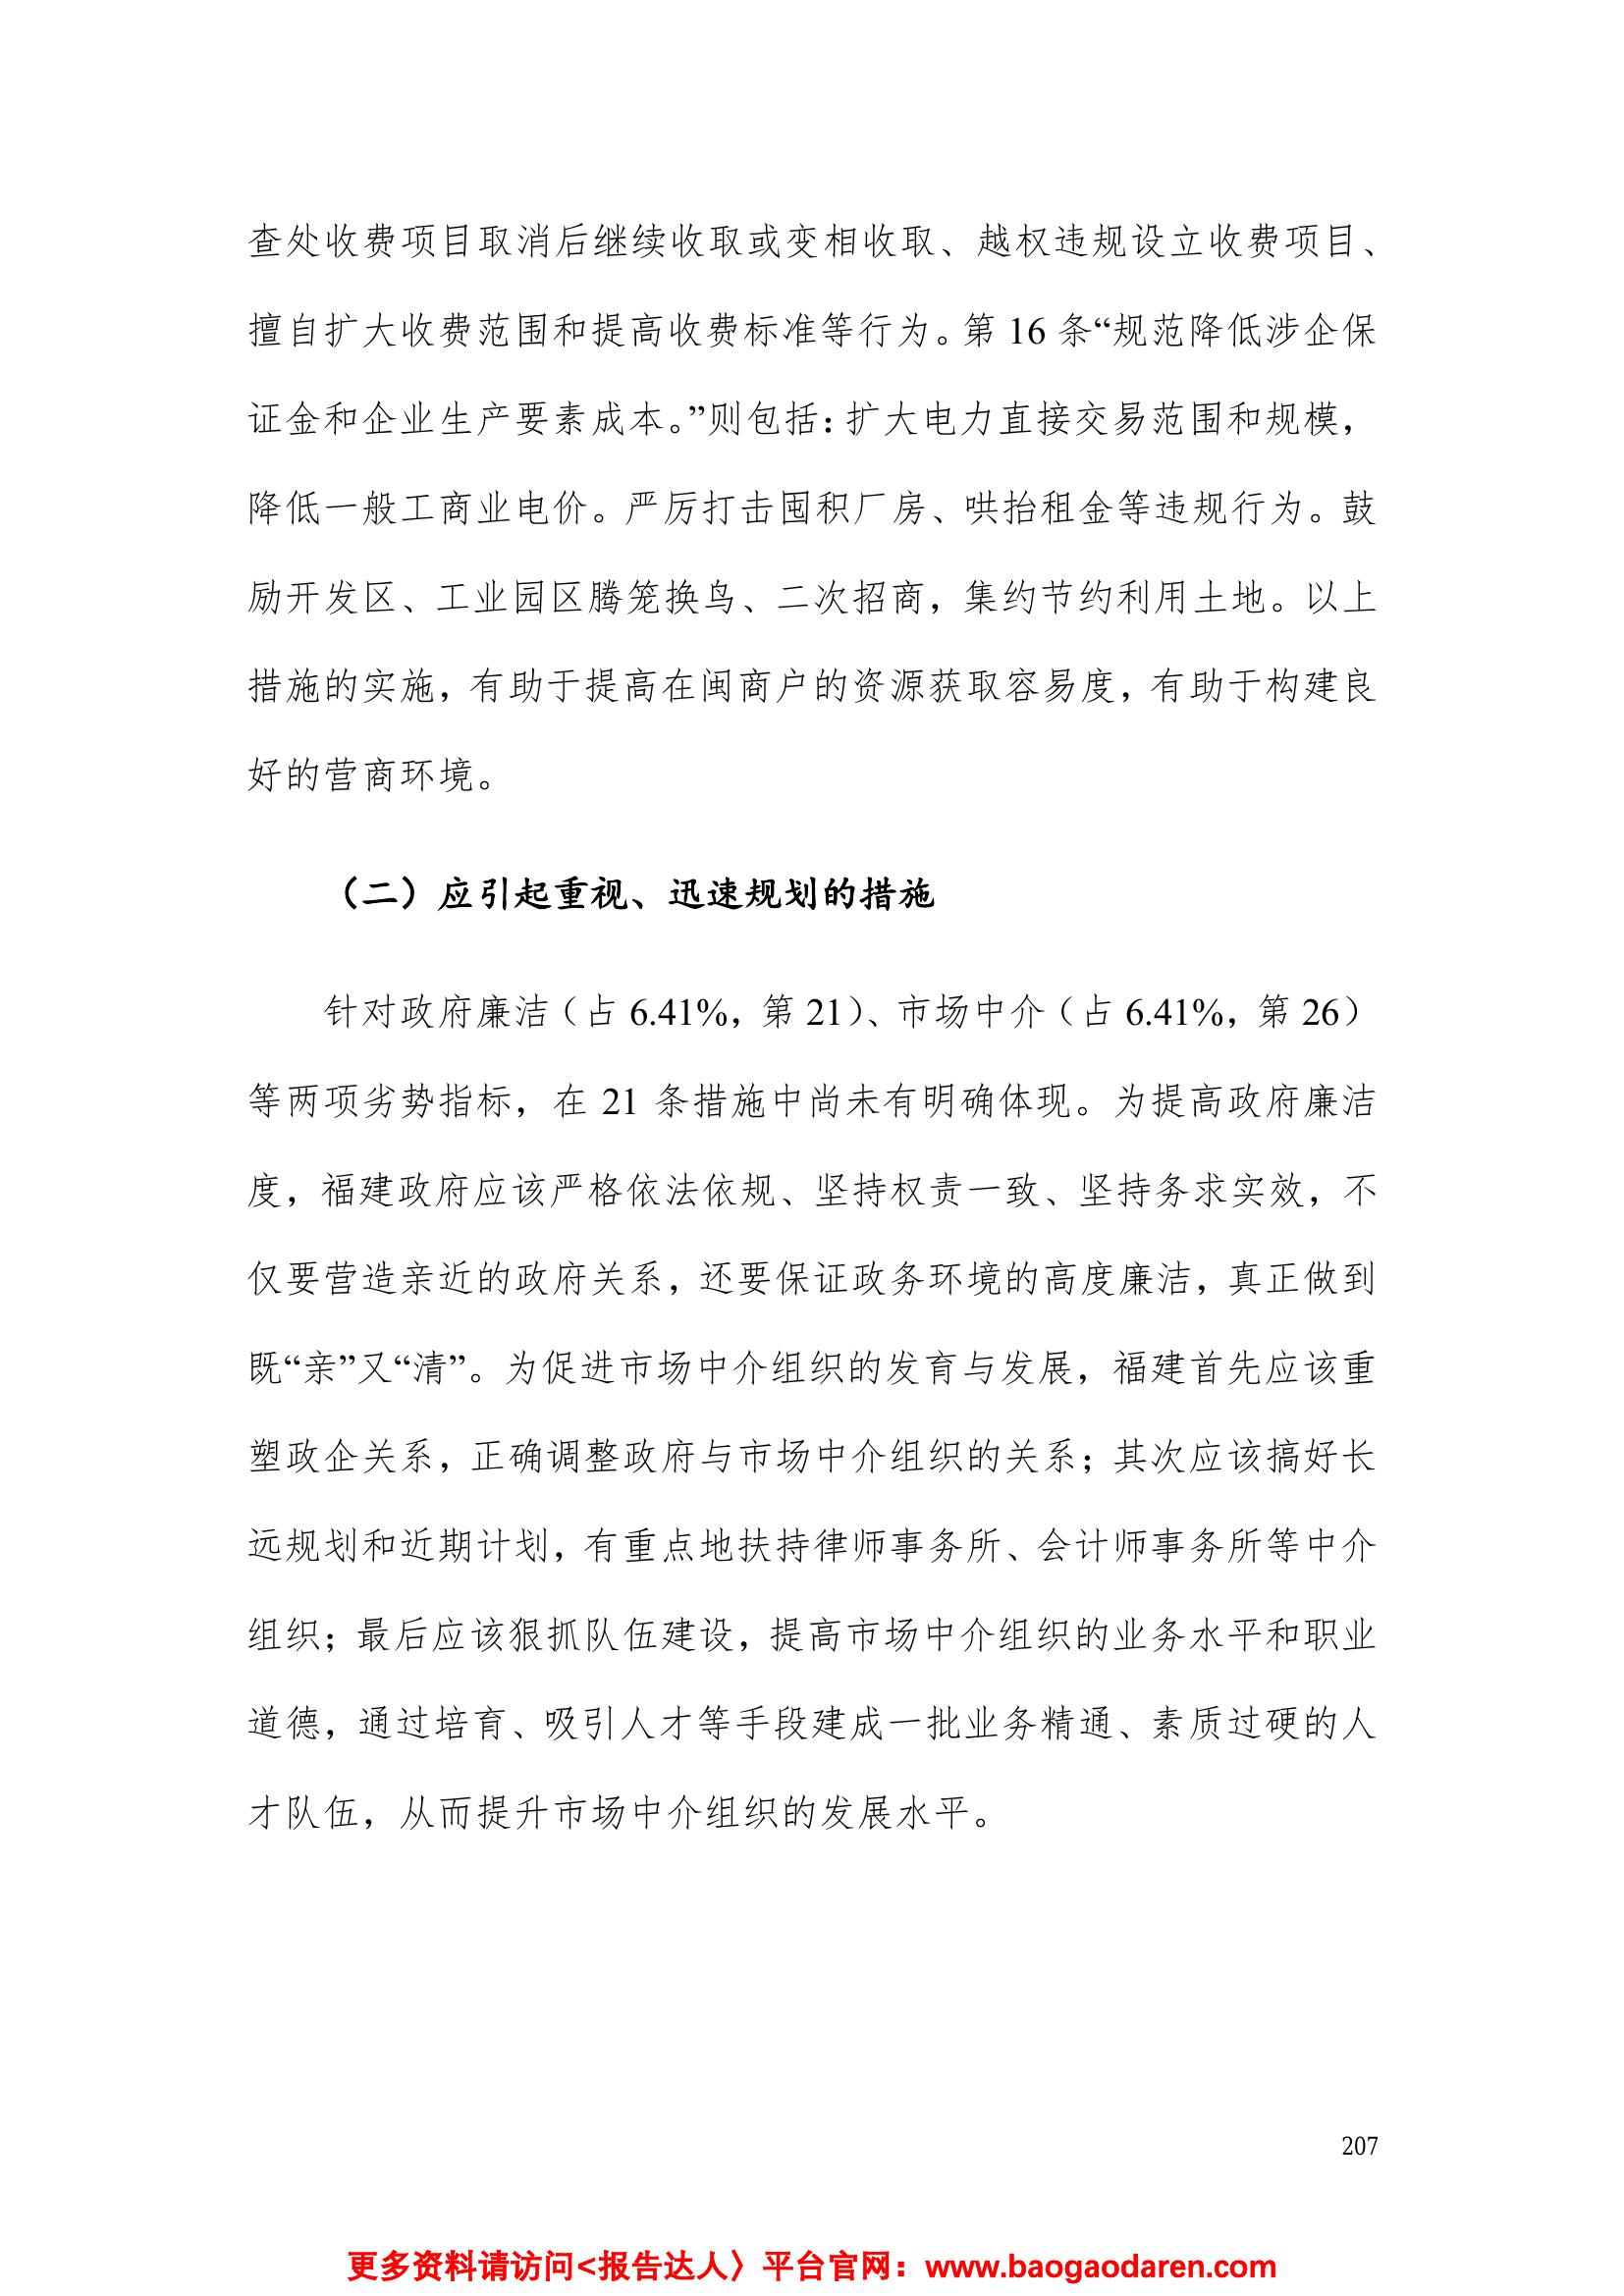 查处收费项目取消后继续收取或变相收取、越权违规设立收费项目、
擅自扩大收费范围和提高收费标准等行为。第 16 条“规范降低涉企保
证金和企业生产要素成本。”则包括：扩大电力直接交易范围和规模，
降低一般工商业电价。严厉打击囤积厂房、哄抬租金等违规行为。鼓
励开发区、工业园区腾笼换鸟、二次招商，集约节约利用土地。以上
措施的实施，有助于提高在闽商户的资源获取容易度，有助于构建良
好的营商环境。
（二）应引起重视、迅速规划的措施
针对政府廉洁（占 6.41%，第 21）、市场中介（占 6.41%，第 26）
等两项劣势指标，在 21 条措施中尚未有明确体现。为提高政府廉洁
度，福建政府应该严格依法依规、坚持权责一致、坚持务求实效，不
仅要营造亲近的政府关系，还要保证政务环境的高度廉洁，真正做到
既“亲”又“清”。为促进市场中介组织的发育与发展，福建首先应该重
塑政企关系，正确调整政府与市场中介组织的关系；其次应该搞好长
远规划和近期计划，有重点地扶持律师事务所、会计师事务所等中介
组织；最后应该狠抓队伍建设，提高市场中介组织的业务水平和职业
道德，通过培育、吸引人才等手段建成一批业务精通、素质过硬的人
才队伍，从而提升市场中介组织的发展水平。
207
更多资料请访问<报告达人〉平台官网：www.baogaodaren.com